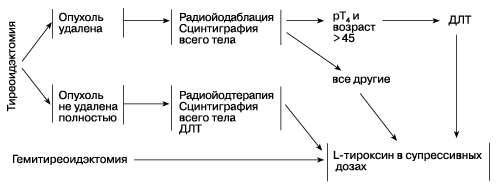 Тиреоидэктомия
Опухоль
удалена
Радиойодаблация
Сцинтиграфия
всего тела
рТ₄ и
возраст
>45
ДЛТ
все другие
Опухоль
не удалена
полностью
Радиойодтерапия
Сцинтиграфия
всего тела
ДЛТ
Гемитиреоидэктомия
L-тироксин в супрессивных
дозах